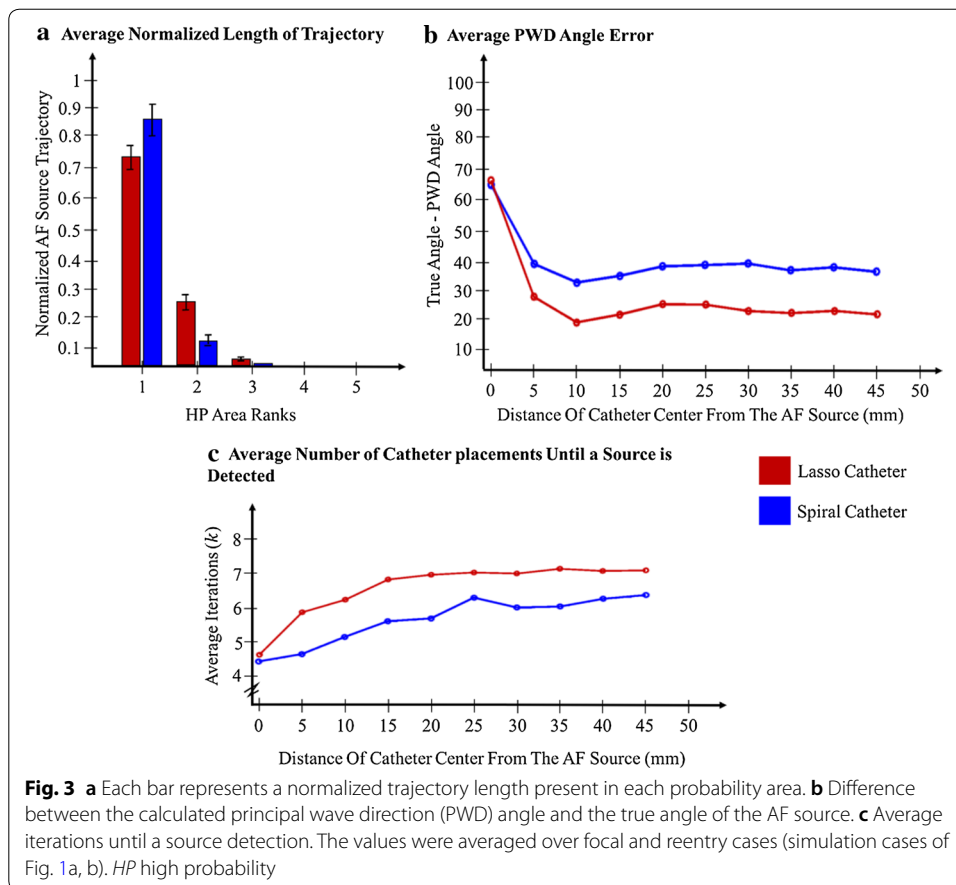 a Average Normalized Length of Trajectory
Normalized AF Source Trajectory
1
0.9
0.8
0.7
0.6
0.5
0.4
0.3
0.2
0.1
1 2 3 4 5
HP Area Ranks
b Average PWD Angle Error
True Angle - PWD Angle
100
90
80
70
60
50
40
30
20
10
0 5 10 15 20 25 30 35 40 45 50
Distance Of Catheter Center From The AF Source (mm)
c Average Number of Catheter placements Until a Source is
Detected
Average Iterations (k)
8
7
6
5
4
0 5 10 15 20 25 30 35 40 45 50
Distance Of Catheter Center From The AF Source (mm)
Lasso Catheter
Spiral Catheter
Fig. 3 a Each bar represents a normalized trajectory length present in each probability area. b Difference
between the calculated principal wave direction (PWD) angle and the true angle of the AF source. c Average
iterations until a source detection. The values were averaged over focal and reentry cases (simulation cases of
Fig. 1a, b). HP high probability